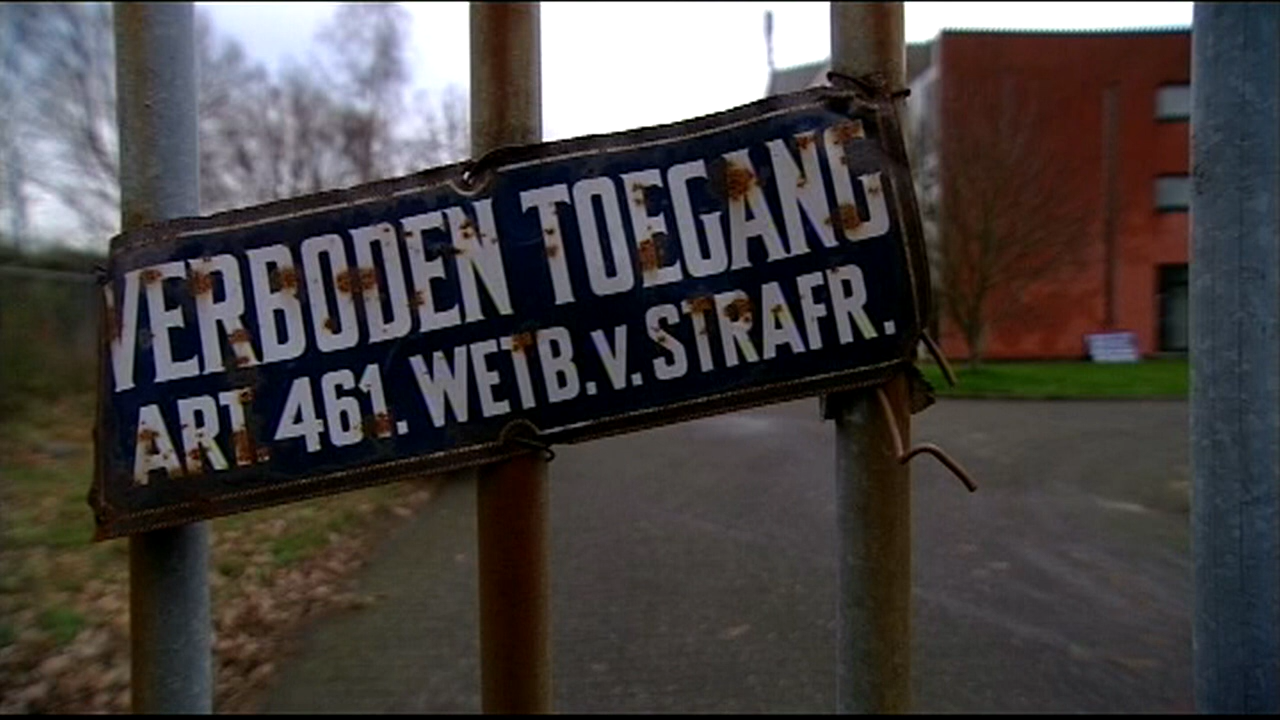 VERBODEN TOEGANG
ART. 461. WETB.V. STRAFR.